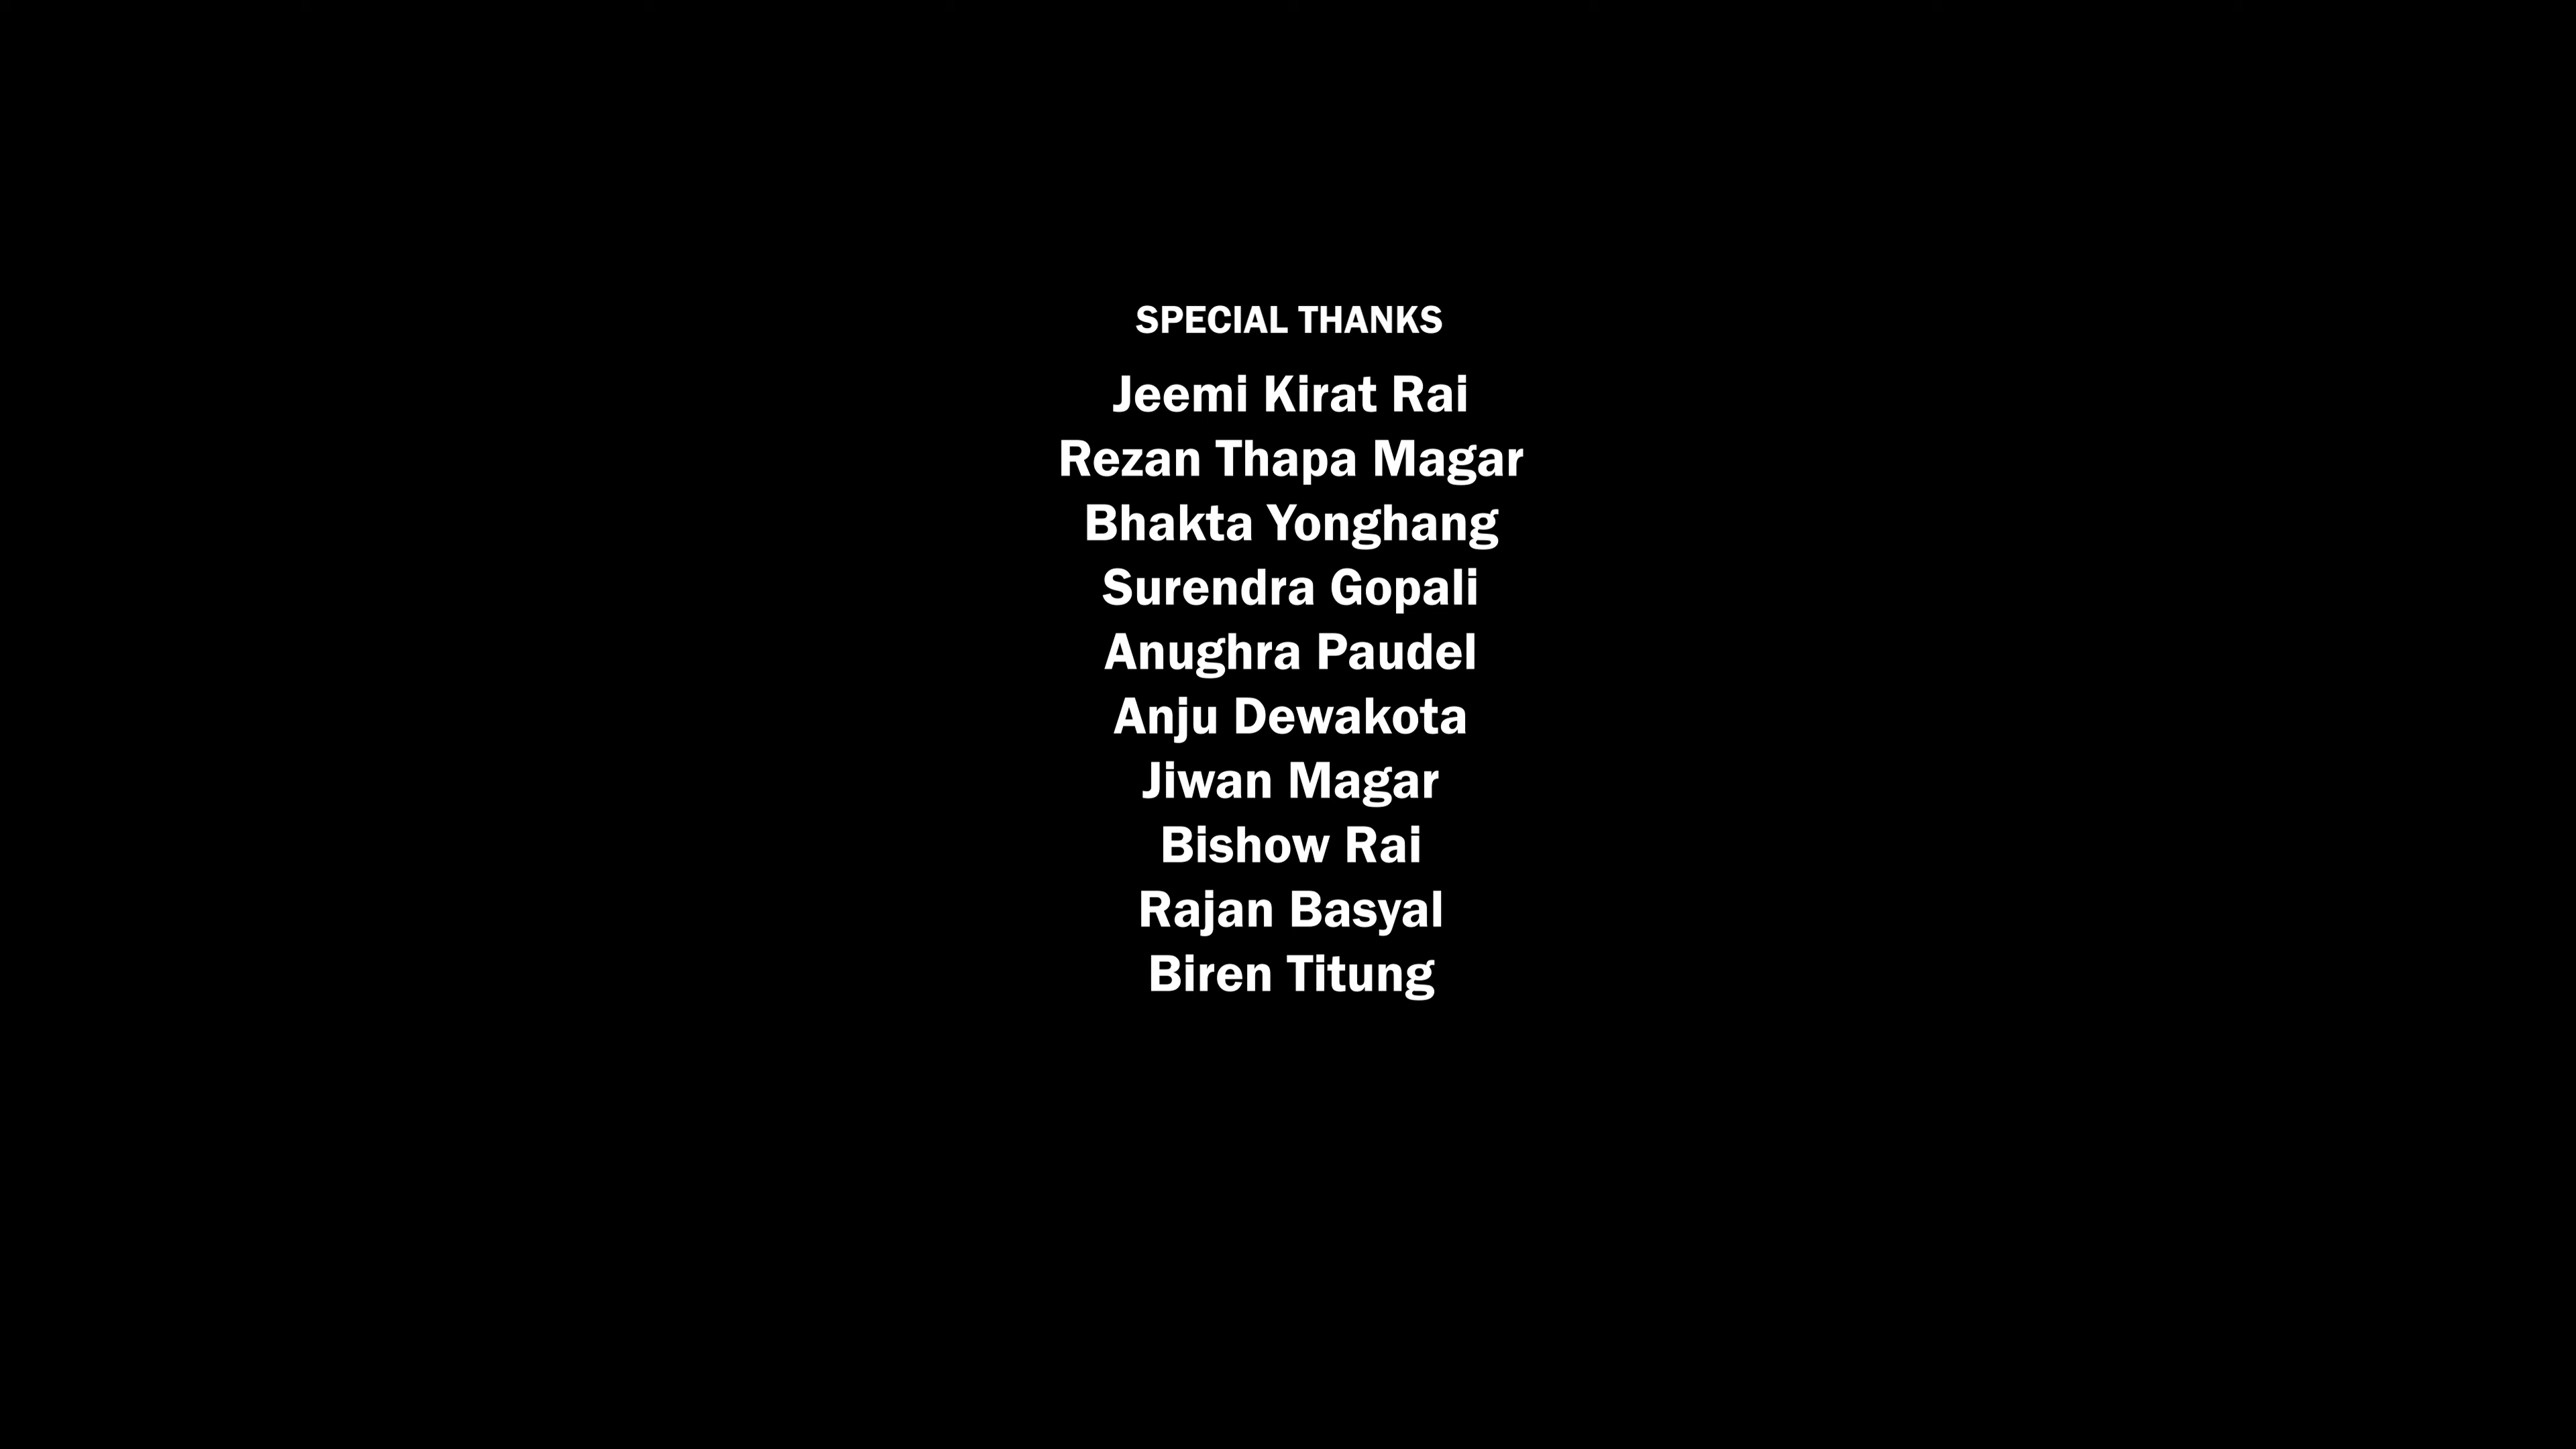 SPECIAL THANKS
Jeemi Kirat Rai
Rezan Thapa Magar
Bhakta Yonghang
Surendra Gopali
Anughra Paudel
Anju Dewakota
Jiwan Magar
Bishow Rai
Rajan Basyal
Biren Titung